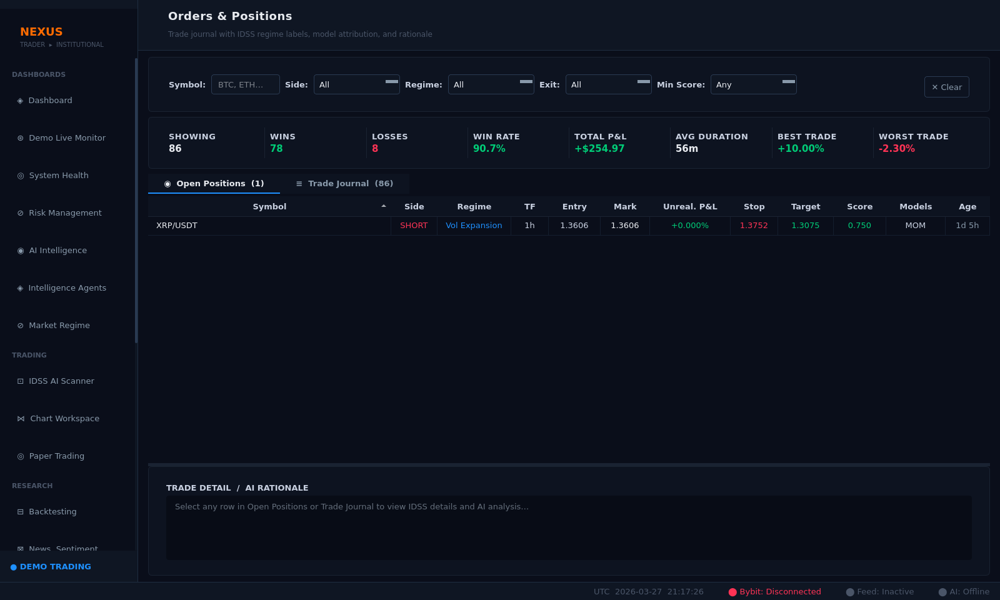 NEXUS
TRADER ▸ INSTITUTIONAL
DASHBOARDS
◈ Dashboard
⊛ Demo Live Monitor
◎ System Health
⊘ Risk Management
◉ AI Intelligence
◈ Intelligence Agents
⊘ Market Regime
TRADING
⊡ IDSS AI Scanner
⋈ Chart Workspace
◎ Paper Trading
RESEARCH
⊟ Backtesting
⊠ News  Sentiment
● DEMO TRADING
Orders & Positions
Trade journal with IDSS regime labels, model attribution, and rationale
Symbol: BTC, ETH... Side: All Regime: All Exit: All Min Score: Any ✕ Clear
SHOWING WINS LOSSES WIN RATE TOTAL P&L AVG DURATION BEST TRADE WORST TRADE
86 78 8 90.7% +$254.97 56m +10.00% -2.30%
◉ Open Positions (1) ≡ Trade Journal (86)
Symbol Side Regime TF Entry Mark Unreal. P&L Stop Target Score Models Age
XRP/USDT SHORT Vol Expansion 1h 1.3606 1.3606 +0.000% 1.3752 1.3075 0.750 MOM 1d 5h
TRADE DETAIL / AI RATIONALE
Select any row in Open Positions or Trade Journal to view IDSS details and AI analysis...
UTC 2026-03-27 21:17:26 ● Bybit: Disconnected ● Feed: Inactive ● AI: Offline